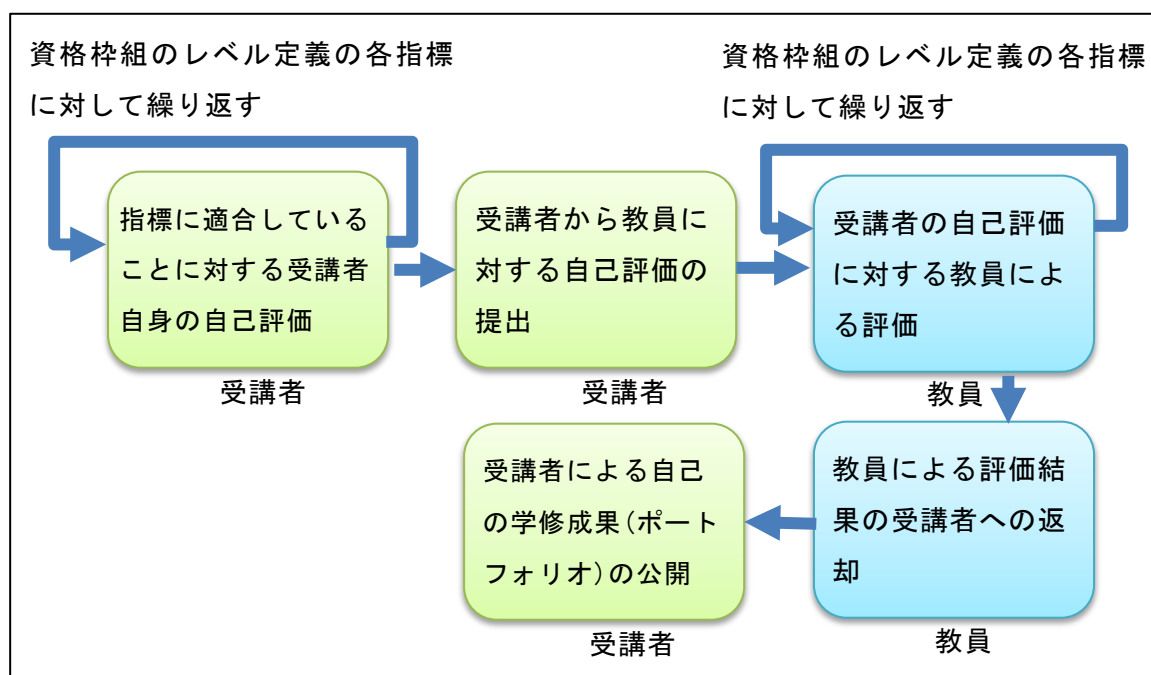 資格枠組のレベル定義の各指標
に対して繰り返す
資格枠組のレベル定義の各指標
に対して繰り返す
指標に適合している
ことに対する受講者
自身の自己評価
受講者
受講者から教員に
対する自己評価の
提出
受講者
受講者の自己評価
に対する教員によ
る評価
教員
教員による評価結
果の受講者への返
却
教員
受講者による自己
の学修成果(ポート
フォリオ)の公開
受講者